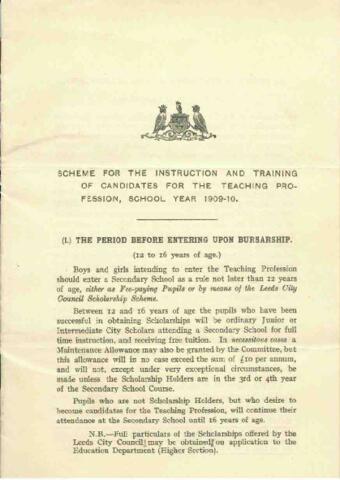 SCHEME FOR THE INSTRUCTION AND TRAINING
OF CANDIDATES FOR THE TEACHING PRO-
FESSION, SCHOOL YEAR 1909-10.
(I.) THE PERIOD BEFORE ENTERING UPON BURSARSHIP.
(12 to 16 years of age.)
Boys and girls intending to enter the Teaching Profession
should enter a Secondary School as a rule not later than 12 years
of age, either as Fee-paying Pupils or by means of the Leeds City
Council Scholarship Scheme.
Between 12 and 16 years of age the pupils who have been
successful in obtaining Scholarships will be ordinary Junior or
Intermediate City Scholars attending a Secondary School for full
time instruction, and receiving free tuition. In necessitous cases a
Maintenance Allowance may also be granted by the Committee, but
this allowance will in no case exceed the sum of £10 per annum,
and will not, except under very exceptional circumstances, be
made unless the Scholarship Holders are in the 3rd or 4th year
of the Secondary School Course.
Pupils who are not Scholarship Holders, but who desire to
become candidates for the Teaching Profession, will continue their
attendance at the Secondary School until 16 years of age.
N.B.—Full particulars of the Scholarships offered by the
Leeds City Council may be obtained on application to the
Education Department (Higher Section).